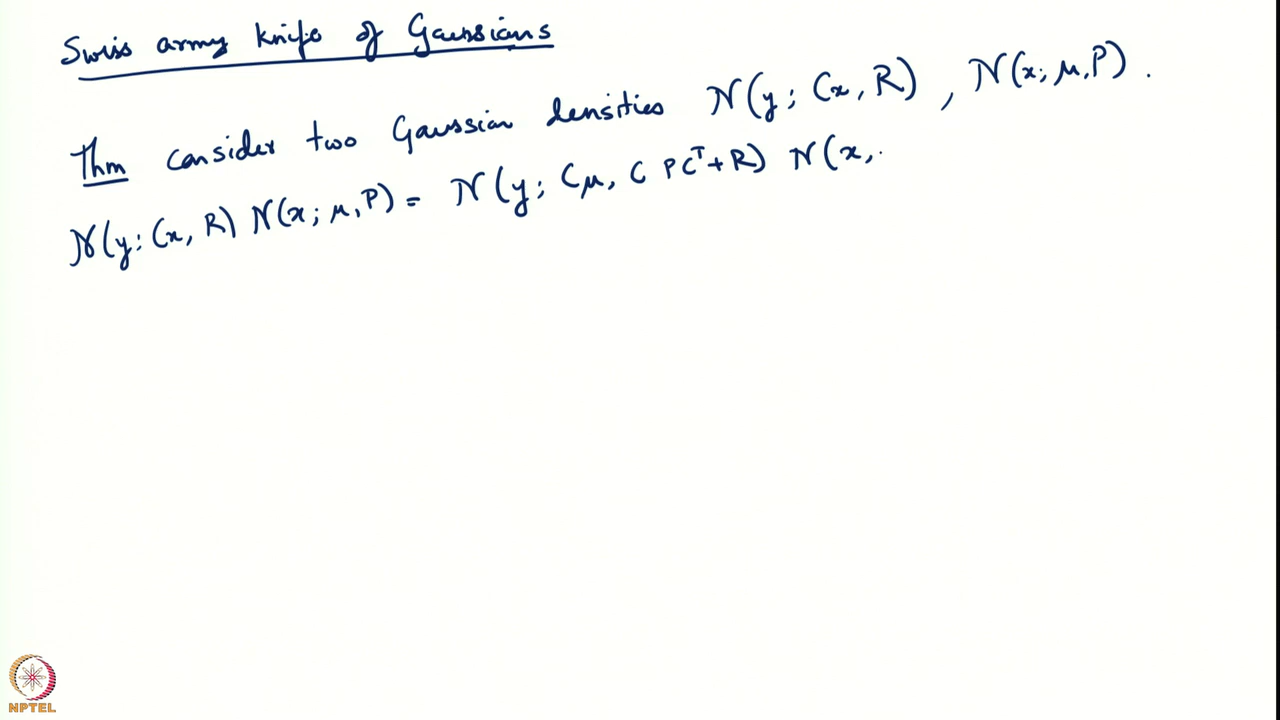 Swiss army knife of Gaussians
Thm consider two Gaussian densities N(y; Cx, R), N(x; μ, P).
N(y; Cx, R) N(x; μ, P) = N(y; Cμ, C P Cᵀ + R) N(x,
NPTEL